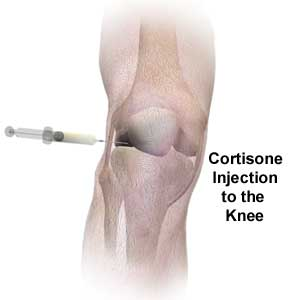 Cortisone
Injection
to the
Knee